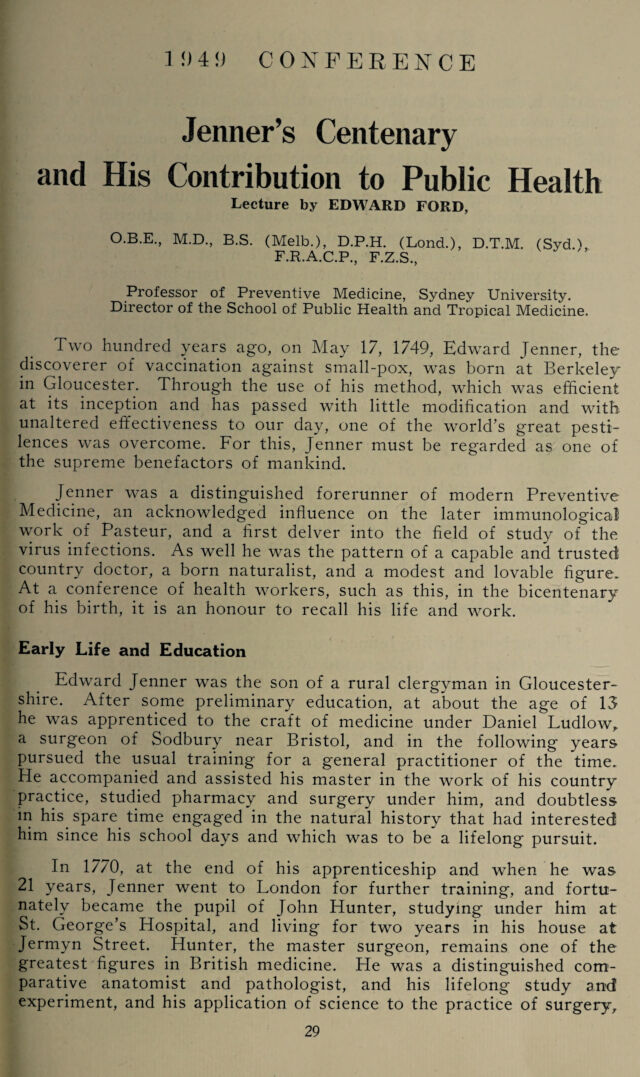 1949 CONFERENCE
Jenner's Centenary
and His Contribution to Public Health
Lecture by EDWARD FORD,
O.B.E., M.D., B.S. (Melb.), D.P.H. (Lond.), D.T.M. (Syd.),
F.R.A.C.P., F.Z.S.,
Professor of Preventive Medicine, Sydney University.
Director of the School of Public Health and Tropical Medicine.
Two hundred years ago, on May 17, 1749, Edward Jenner, the
discoverer of vaccination against small-pox, was born at Berkeley
in Gloucester. Through the use of his method, which was efficient
at its inception and has passed with little modification and with
unaltered effectiveness to our day, one of the world's great pesti-
lences was overcome. For this, Jenner must be regarded as one of
the supreme benefactors of mankind.
Jenner was a distinguished forerunner of modern Preventive
Medicine, an acknowledged influence on the later immunological
work of Pasteur, and a first delver into the field of study of the
virus infections. As well he was the pattern of a capable and trusted
country doctor, a born naturalist, and a modest and lovable figure.
At a conference of health workers, such as this, in the bicentenary
of his birth, it is an honour to recall his life and work.
Early Life and Education
Edward Jenner was the son of a rural clergyman in Gloucester-
shire. After some preliminary education, at about the age of 13
he was apprenticed to the craft of medicine under Daniel Ludlow,
a surgeon of Sodbury near Bristol, and in the following years
pursued the usual training for a general practitioner of the time.
He accompanied and assisted his master in the work of his country
practice, studied pharmacy and surgery under him, and doubtless
in his spare time engaged in the natural history that had interested
him since his school days and which was to be a lifelong pursuit.
In 1770, at the end of his apprenticeship and when he was
21 years, Jenner went to London for further training, and fortu-
nately became the pupil of John Hunter, studying under him at
St. George's Hospital, and living for two years in his house at
Jermyn Street. Hunter, the master surgeon, remains one of the
greatest figures in British medicine. He was a distinguished com-
parative anatomist and pathologist, and his lifelong study and
experiment, and his application of science to the practice of surgery,
29